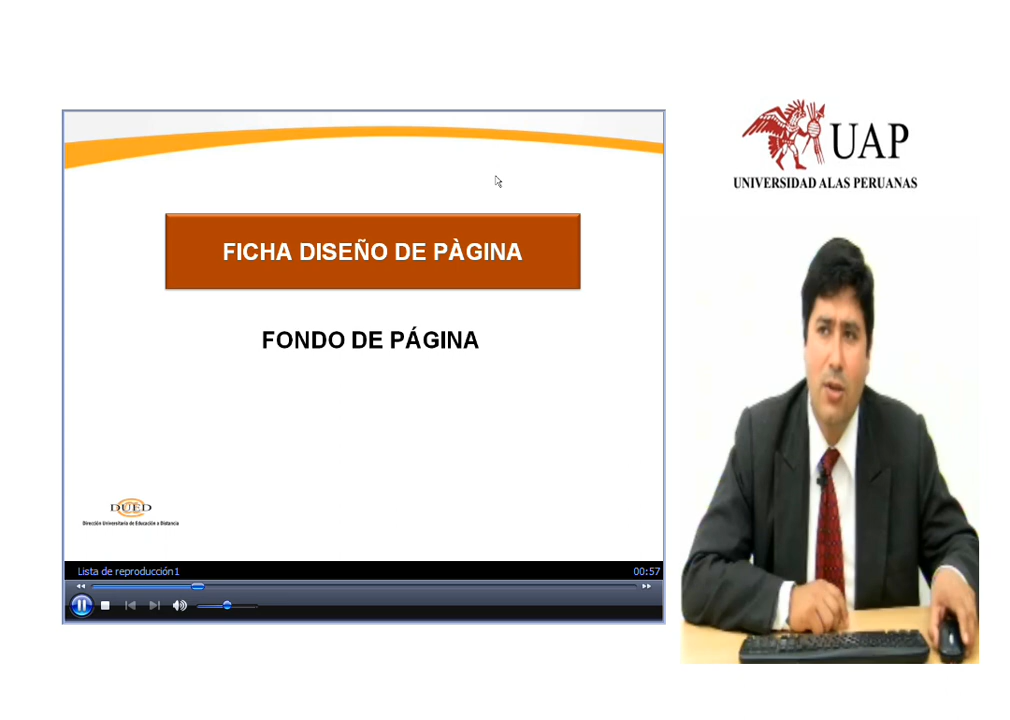 UAP
UNIVERSIDAD ALAS PERUANAS
FICHA DISEÑO DE PÀGINA
FONDO DE PÁGINA
DUED
Dirección Universitaria de Educación a Distancia
Lista de reproducción1
00:57